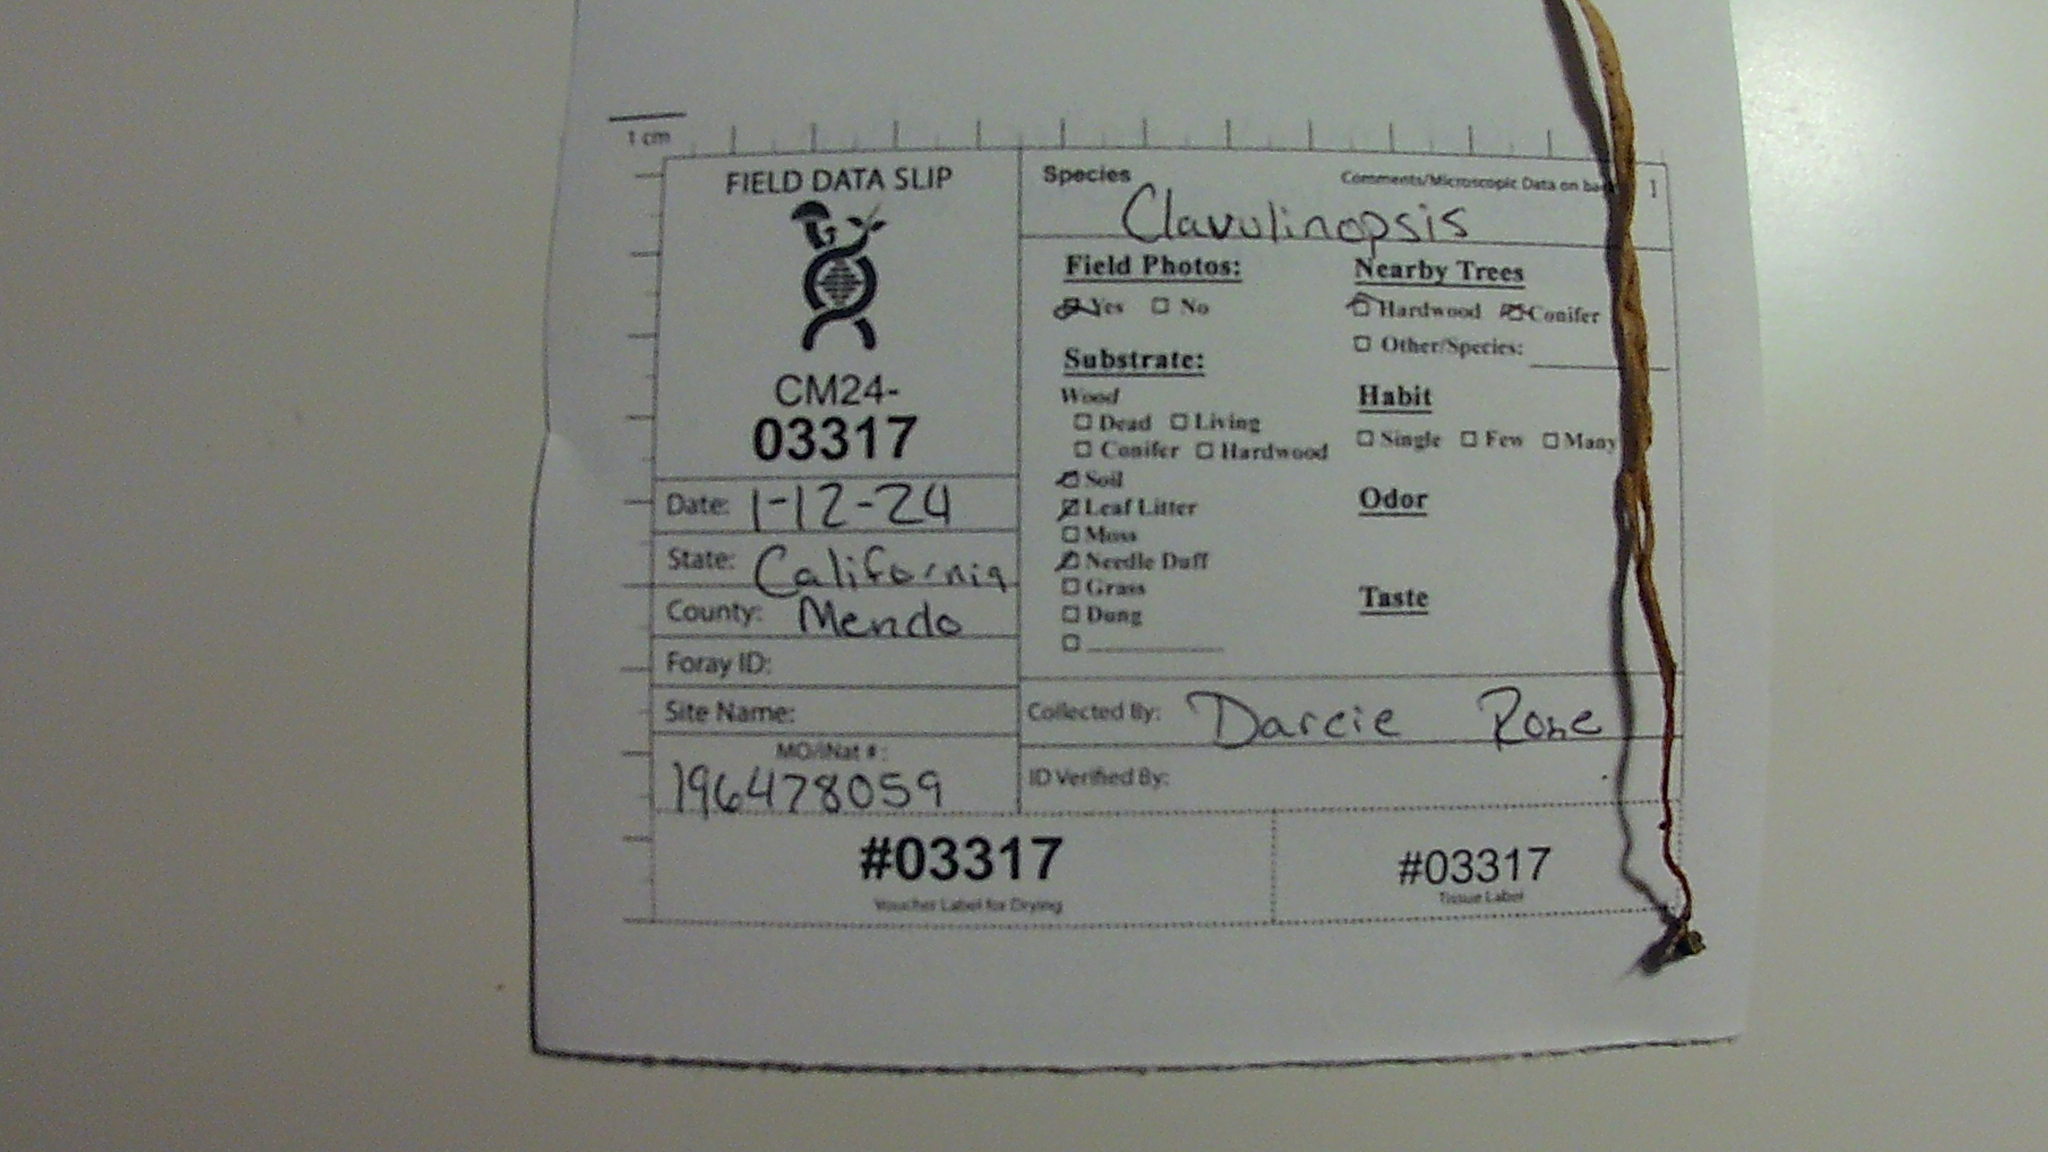 1 cm
FIELD DATA SLIP
CM24-
03317
Date: 1-12-24
State: California
County: Mendo
Foray ID:
Site Name:
MO/iNat #:
196478059
Species
Comments/Microscopic Data on
1
Clavulinopsis
Field Photos:
Yes No
Nearby Trees
Hardwood Conifer
Other/Species:
Substrate:
Wood
Dead Living
Conifer Hardwood
Soil
Leaf Litter
Moss
Needle Duff
Grass
Dung
Habit
Single Few Many
Odor
Taste
Collected By: Darcie
ID Verified By:
#03317
Voucher Label for Drying
#03317
Tissue Label